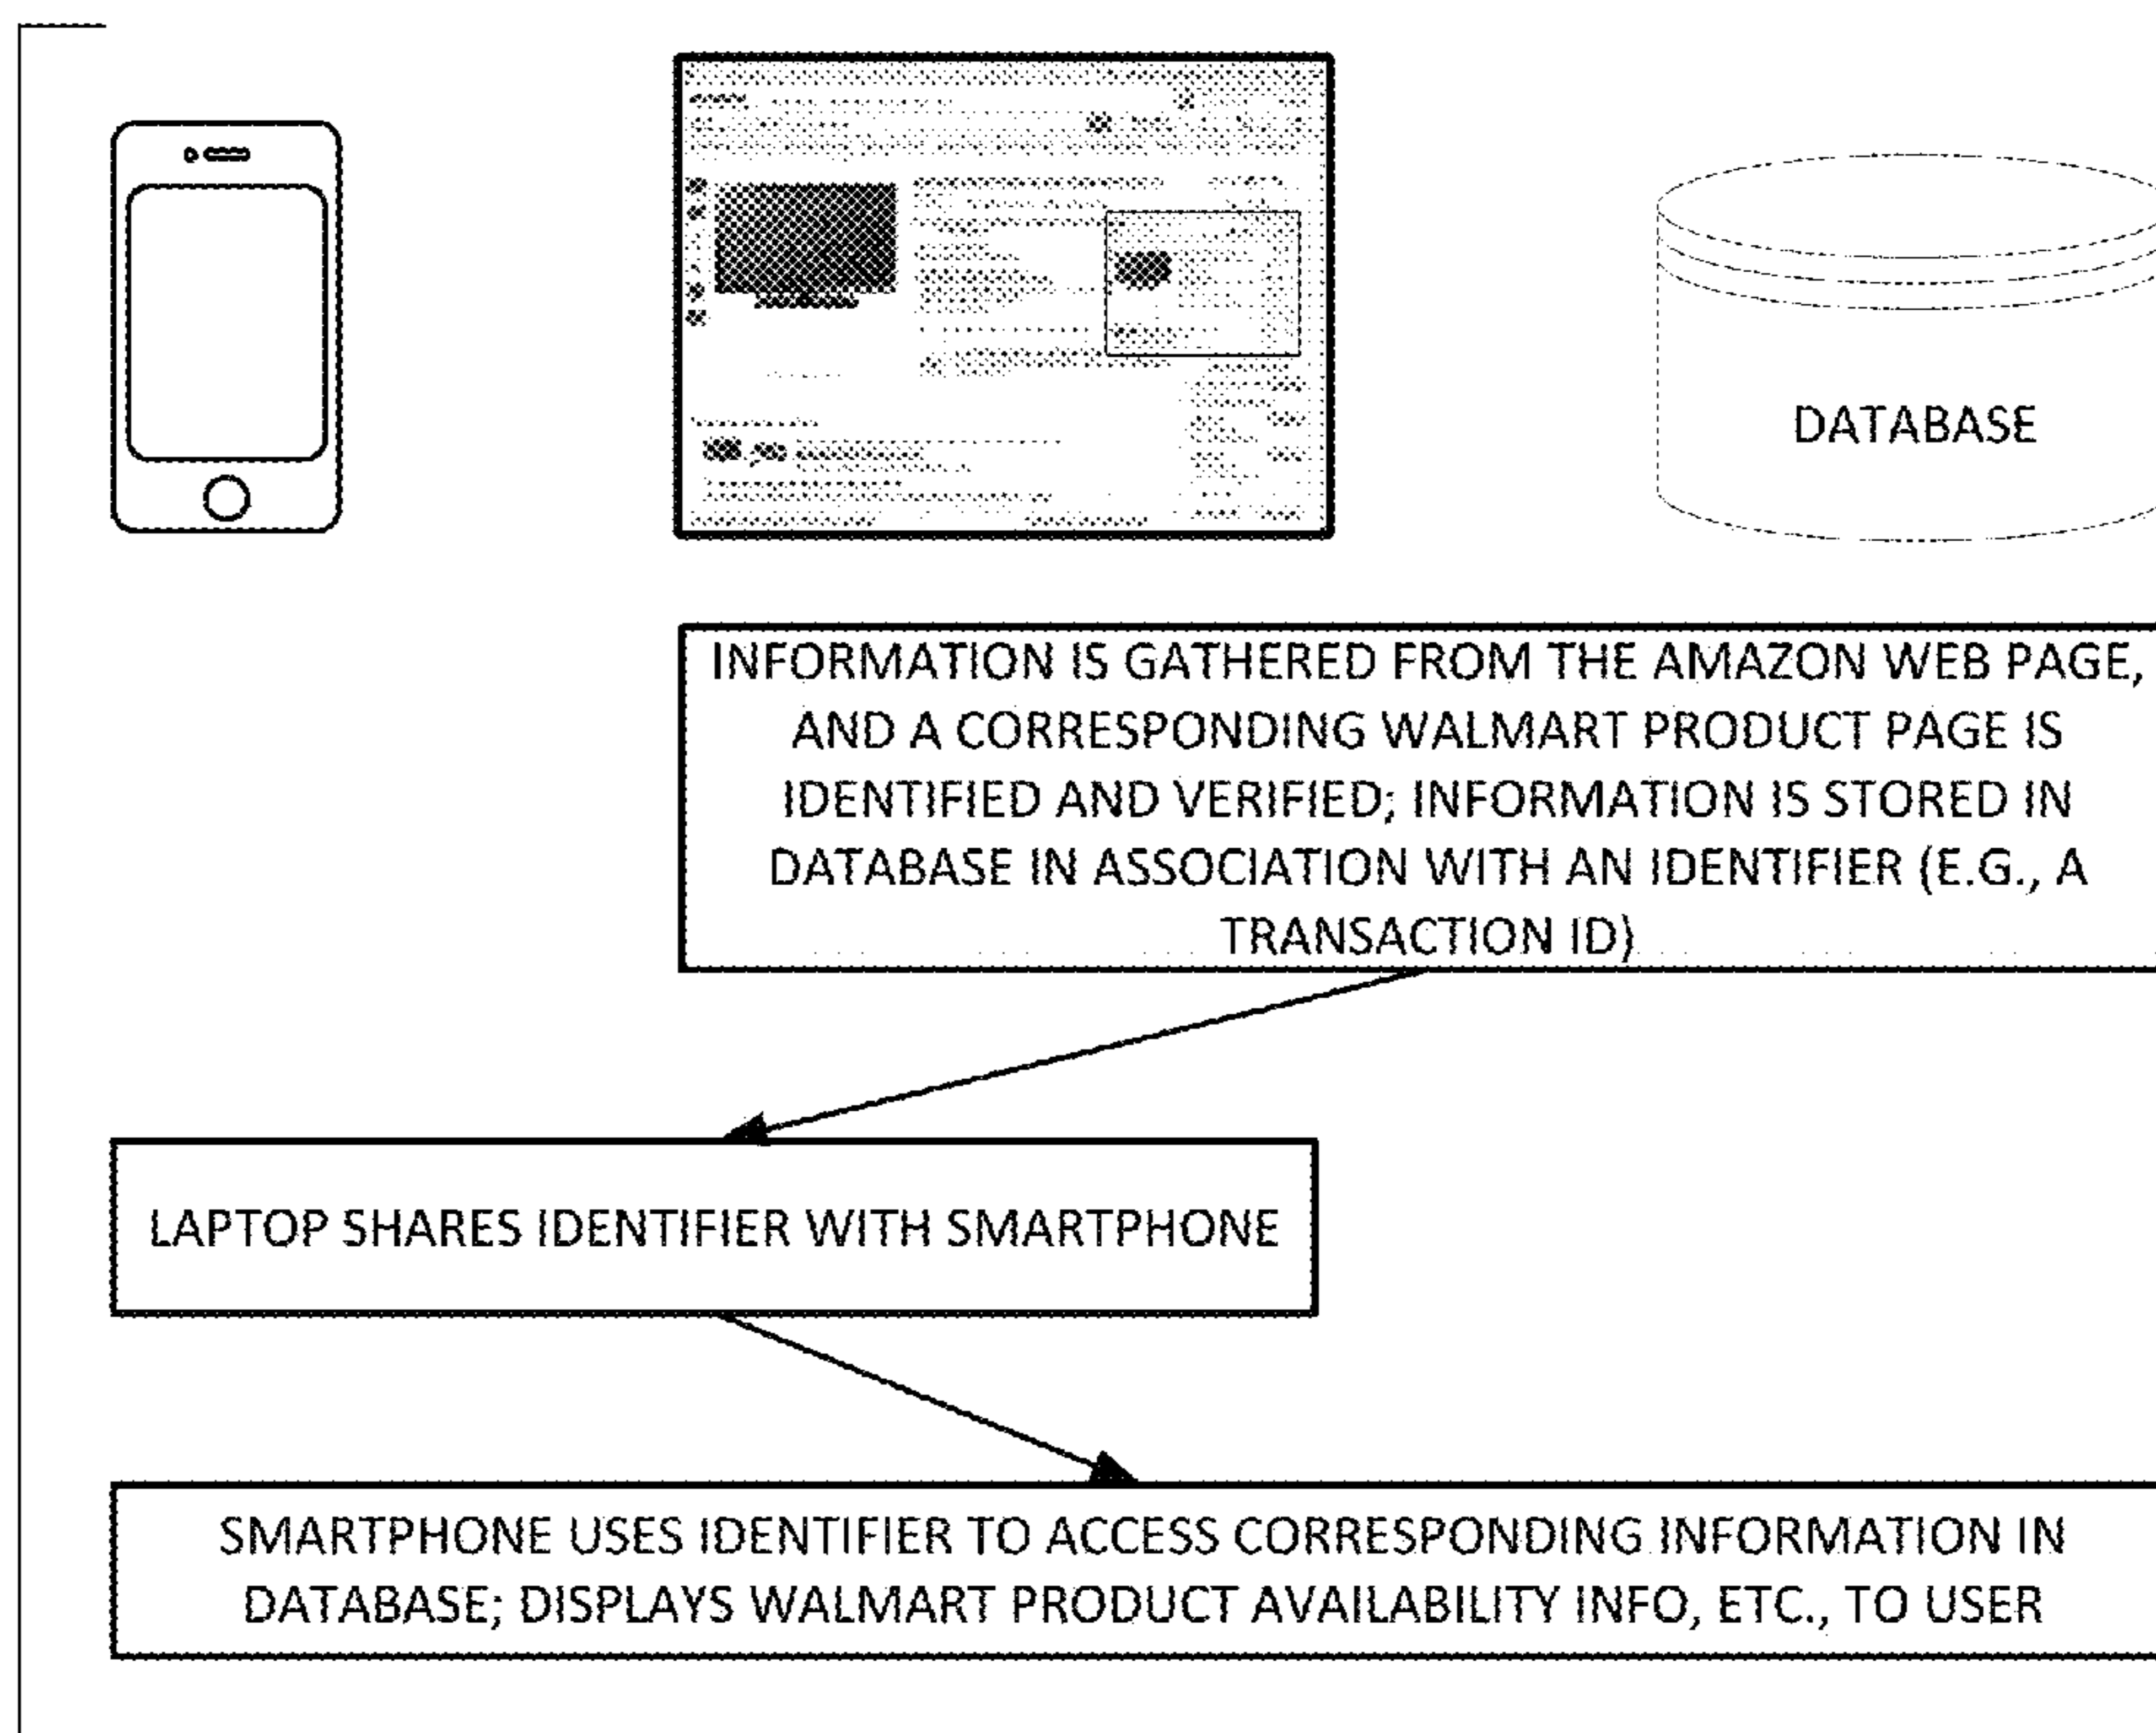 DATABASE
INFORMATION IS GATHERED FROM THE AMAZON WEB PAGE,
AND A CORRESPONDING WALMART PRODUCT PAGE IS
IDENTIFIED AND VERIFIED; INFORMATION IS STORED IN
DATABASE IN ASSOCIATION WITH AN IDENTIFIER (E.G., A
TRANSACTION ID)
LAPTOP SHARES IDENTIFIER WITH SMARTPHONE
SMARTPHONE USES IDENTIFIER TO ACCESS CORRESPONDING INFORMATION IN
DATABASE; DISPLAYS WALMART PRODUCT AVAILABILITY INFO, ETC., TO USER